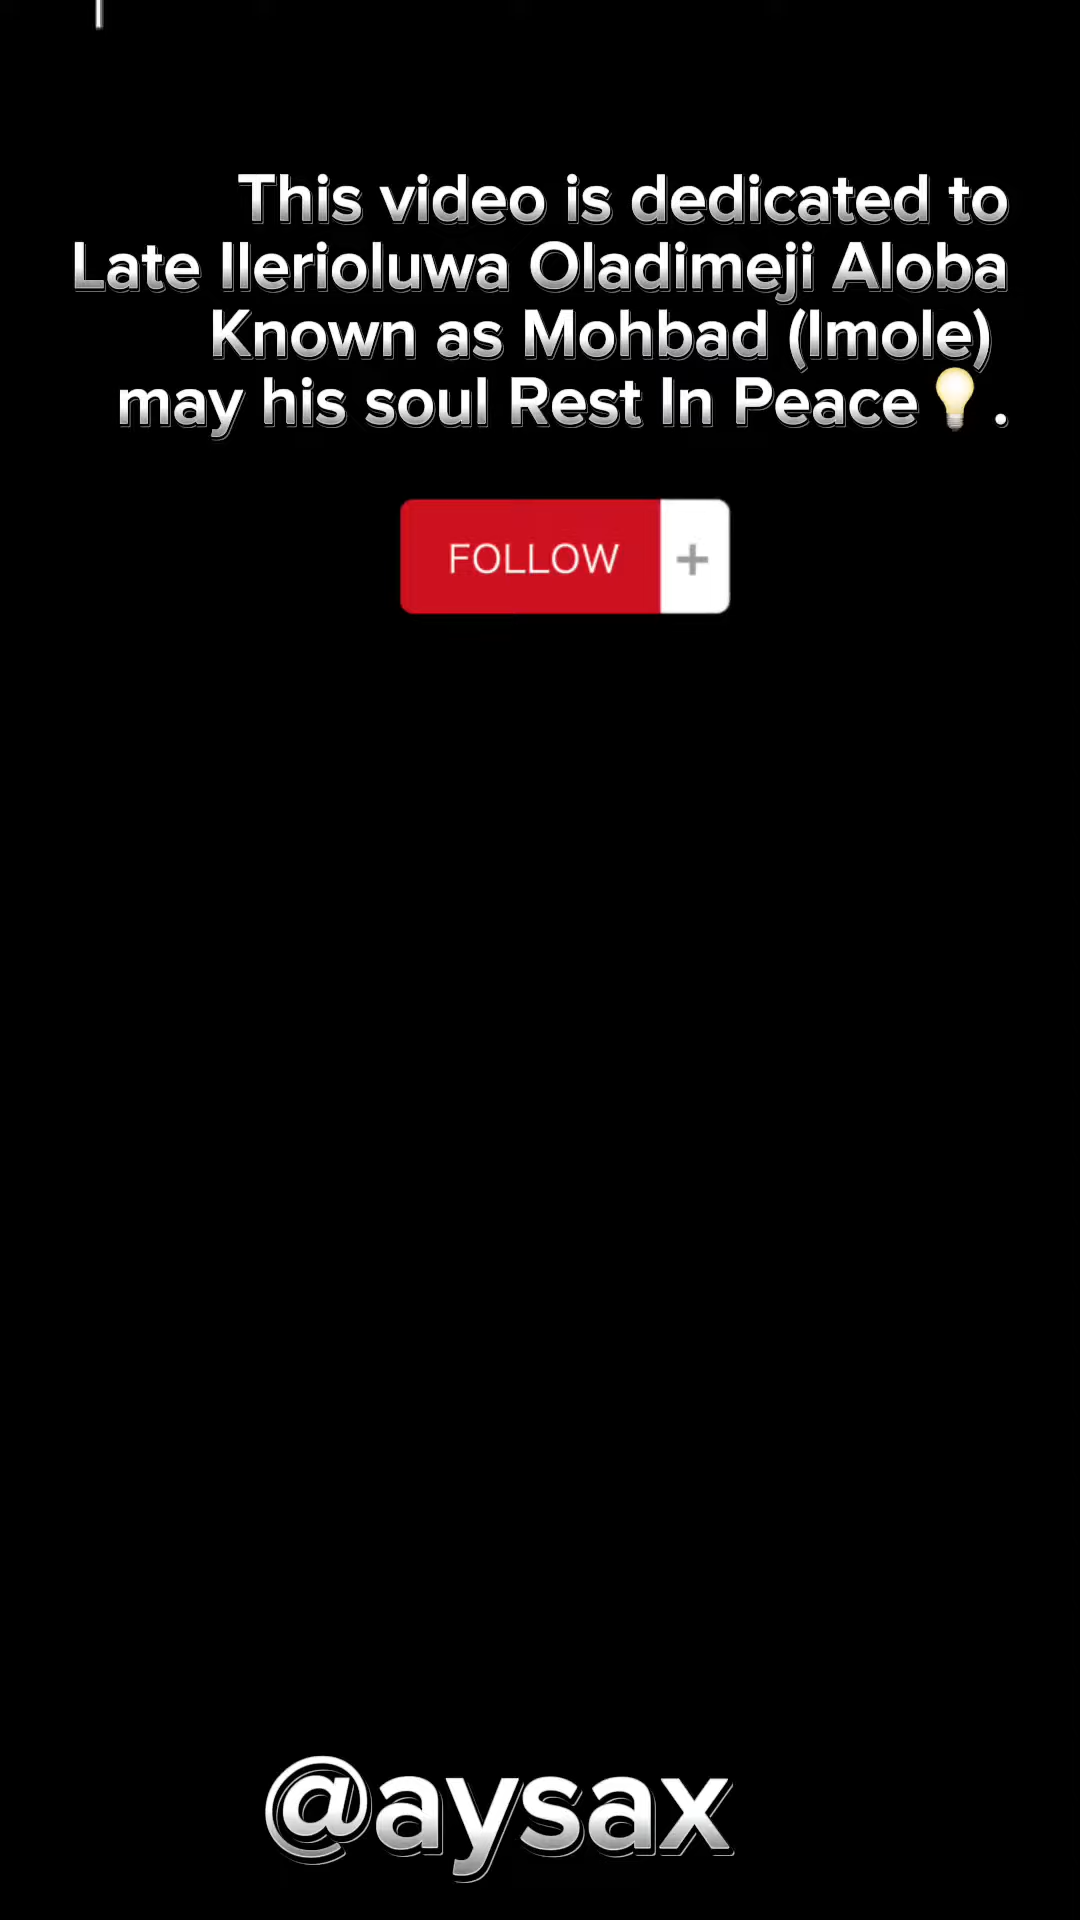 This video is dedicated to
Late Ilerioluwa Oladimeji Aloba
Known as Mohbad (Imole)
may his soul Rest In Peace💡.
FOLLOW +
@aysax